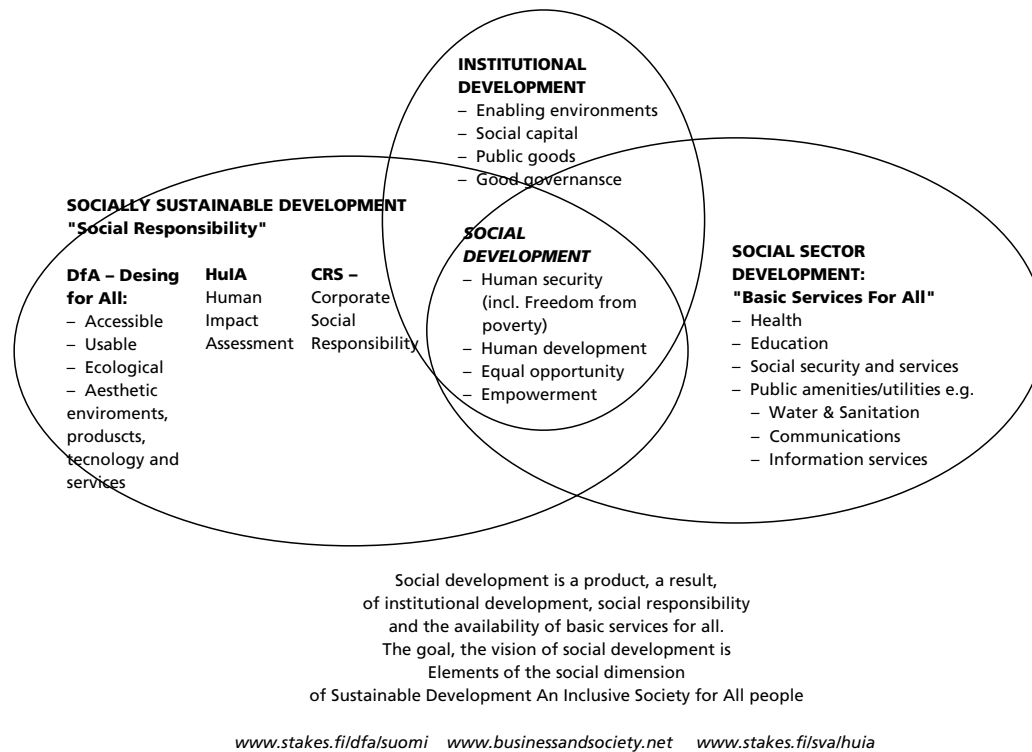 INSTITUTIONAL
DEVELOPMENT
– Enabling environments
– Social capital
– Public goods
– Good governansce
SOCIALLY SUSTAINABLE DEVELOPMENT
"Social Responsibility"
DfA – Desing
for All:
– Accessible
– Usable
– Ecological
– Aesthetic
enviroments,
produscts,
tecnology and
services
HuIA
Human
Impact
Assessment
CRS –
Corporate
Social
Responsibility
SOCIAL
DEVELOPMENT
– Human security
(incl. Freedom from
poverty)
– Human development
– Equal opportunity
– Empowerment
SOCIAL SECTOR
DEVELOPMENT:
"Basic Services For All"
– Health
– Education
– Social security and services
– Public amenities/utilities e.g.
– Water & Sanitation
– Communications
– Information services
Social development is a product, a result,
of institutional development, social responsibility
and the availability of basic services for all.
The goal, the vision of social development is
Elements of the social dimension
of Sustainable Development An Inclusive Society for All people
www.stakes.fi/dfa/suomi www.businessandsociety.net www.stakes.fi/sva/huia